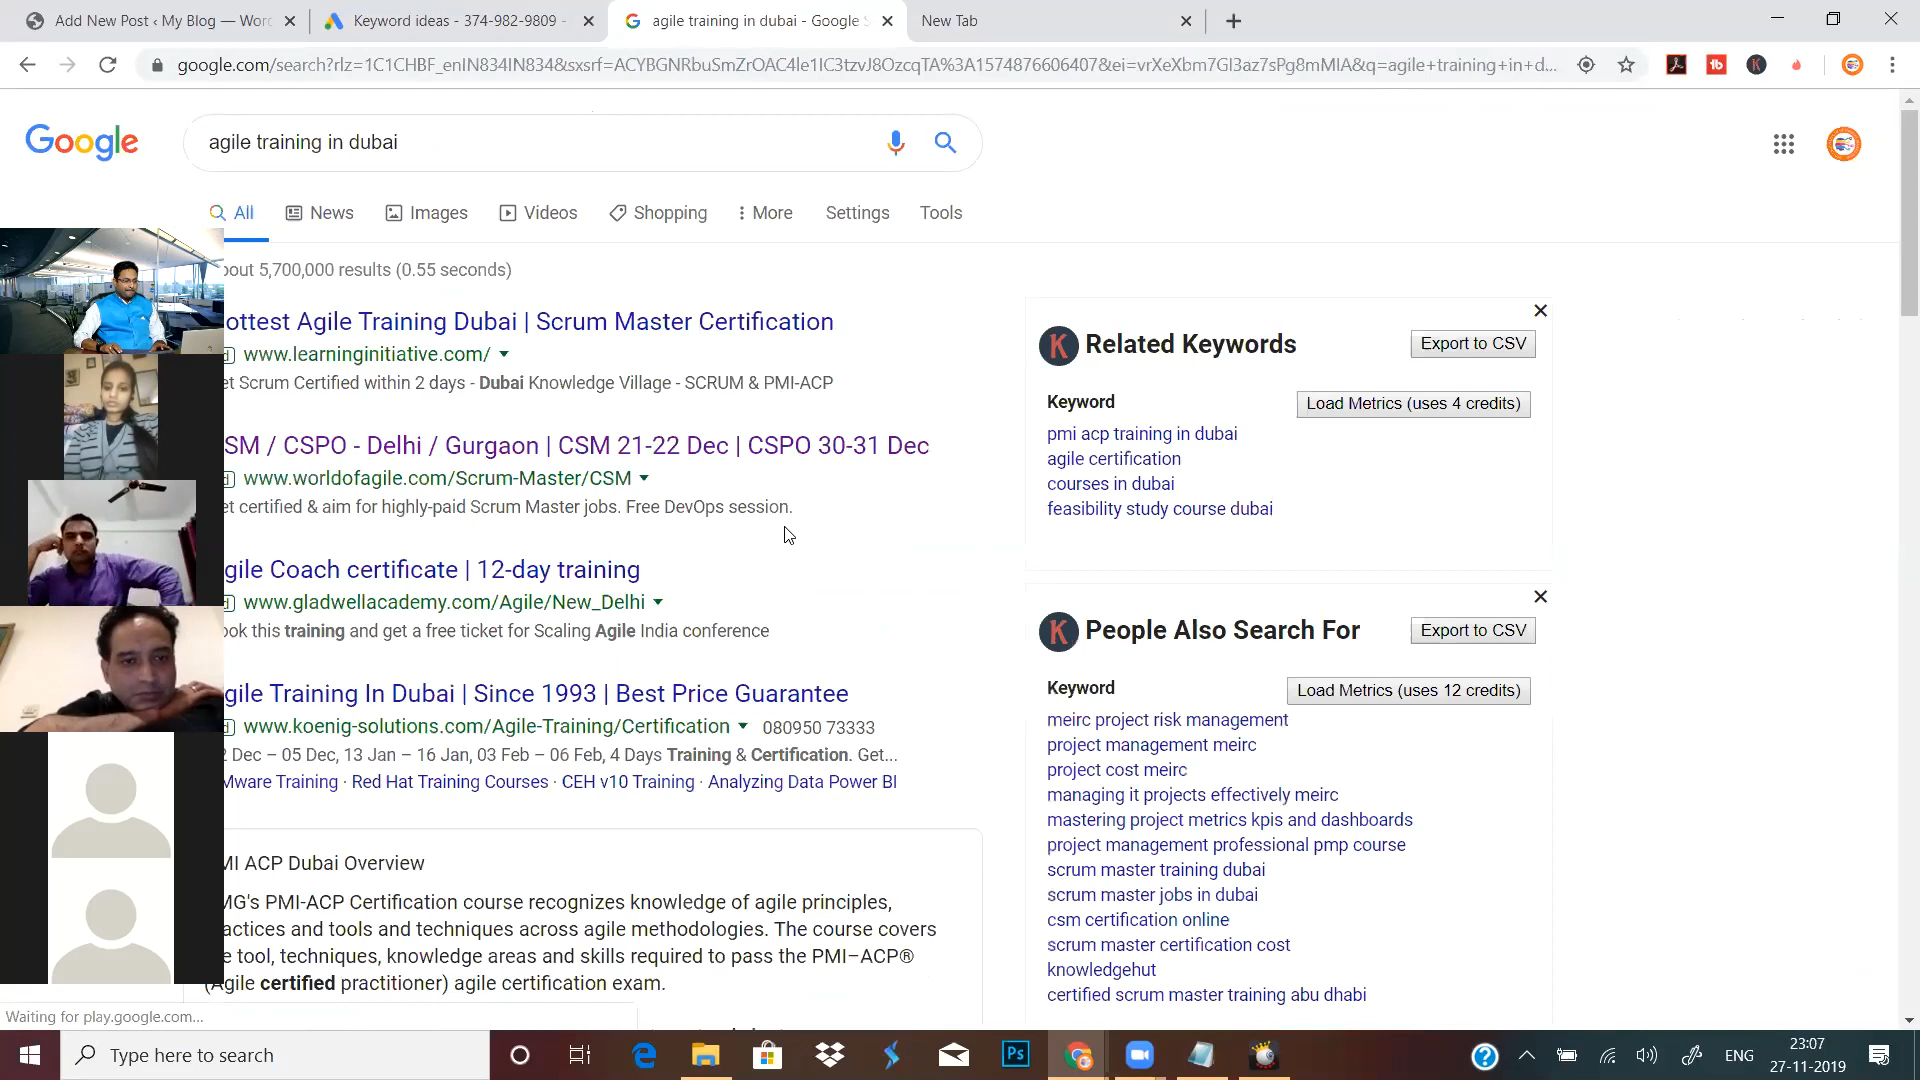 Add New Post ‹ My Blog — Wor
Keyword ideas - 374-982-9809 -
agile training in dubai - Google S
New Tab
google.com/search?rlz=1C1CHBF_enIN834IN834&sxsrf=ACYBGNRbuSmZrOAC4le1IC3tzvJ8OzcqTA%3A1574876606407&ei=vrXeXbm7GI3az7sPg8mMIA&q=agile+training+in+d...
Google
agile training in dubai
All
News
Images
Videos
Shopping
More
Settings
Tools
bout 5,700,000 results (0.55 seconds)
ottest Agile Training Dubai | Scrum Master Certification
www.learninginitiative.com/
et Scrum Certified within 2 days - Dubai Knowledge Village - SCRUM & PMI-ACP
SM / CSPO - Delhi / Gurgaon | CSM 21-22 Dec | CSPO 30-31 Dec
www.worldofagile.com/Scrum-Master/CSM
et certified & aim for highly-paid Scrum Master jobs. Free DevOps session.
gile Coach certificate | 12-day training
www.gladwellacademy.com/Agile/New_Delhi
ook this training and get a free ticket for Scaling Agile India conference
gile Training In Dubai | Since 1993 | Best Price Guarantee
www.koenig-solutions.com/Agile-Training/Certification 080950 73333
2 Dec – 05 Dec, 13 Jan – 16 Jan, 03 Feb – 06 Feb, 4 Days Training & Certification. Get...
Mware Training · Red Hat Training Courses · CEH v10 Training · Analyzing Data Power BI
MI ACP Dubai Overview
MG's PMI-ACP Certification course recognizes knowledge of agile principles,
actices and tools and techniques across agile methodologies. The course covers
e tool, techniques, knowledge areas and skills required to pass the PMI–ACP®
(Agile certified practitioner) agile certification exam.
K Related Keywords
Export to CSV
Keyword
Load Metrics (uses 4 credits)
pmi acp training in dubai
agile certification
courses in dubai
feasibility study course dubai
K People Also Search For
Export to CSV
Keyword
Load Metrics (uses 12 credits)
meirc project risk management
project management meirc
project cost meirc
managing it projects effectively meirc
mastering project metrics kpis and dashboards
project management professional pmp course
scrum master training dubai
scrum master jobs in dubai
csm certification online
scrum master certification cost
knowledgehut
certified scrum master training abu dhabi
Waiting for play.google.com...
Type here to search
Ps
ENG
23:07
27-11-2019